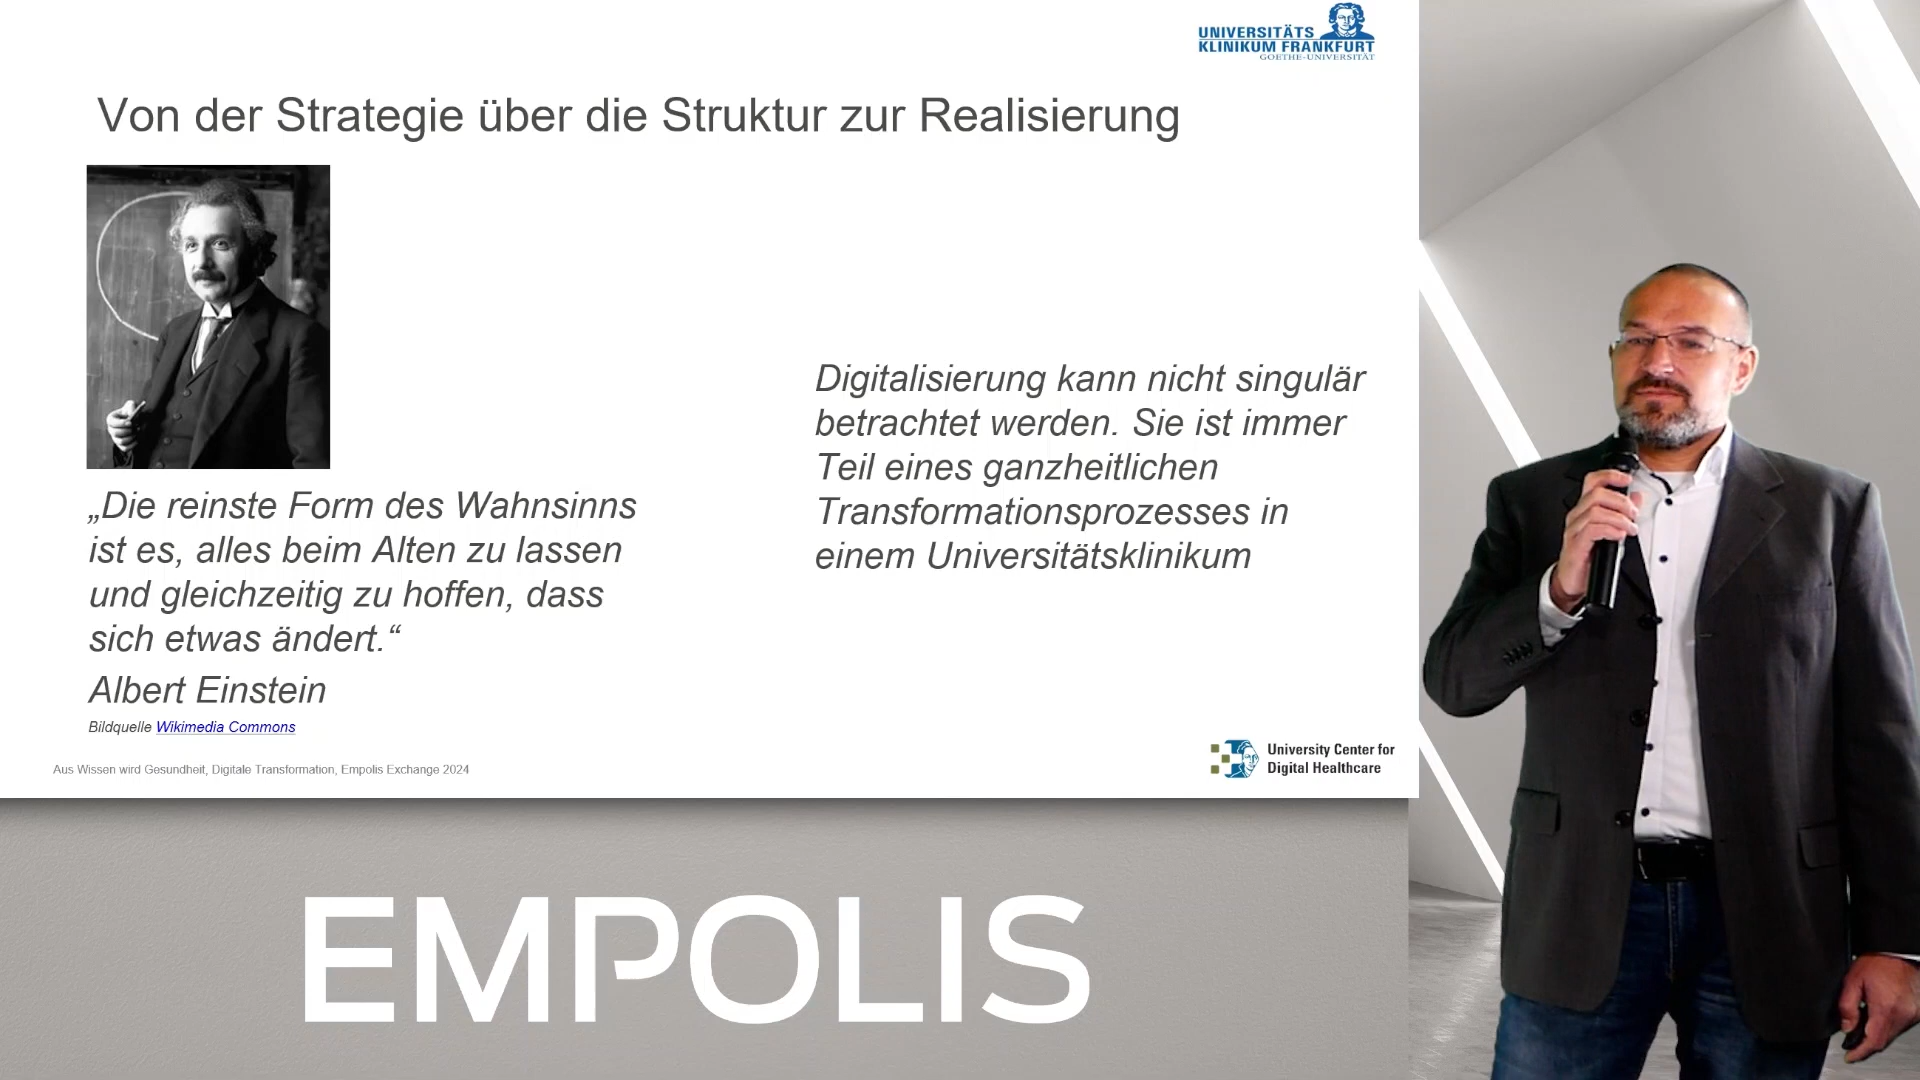 UNIVERSITÄTS
KLINIKUM FRANKFURT
GOETHE-UNIVERSITÄT
Von der Strategie über die Struktur zur Realisierung
„Die reinste Form des Wahnsinns
ist es, alles beim Alten zu lassen
und gleichzeitig zu hoffen, dass
sich etwas ändert.“
Albert Einstein
Bildquelle Wikimedia Commons
Digitalisierung kann nicht singulär
betrachtet werden. Sie ist immer
Teil eines ganzheitlichen
Transformationsprozesses in
einem Universitätsklinikum
Aus Wissen wird Gesundheit, Digitale Transformation, Empolis Exchange 2024
University Center for
Digital Healthcare
EMPOLIS